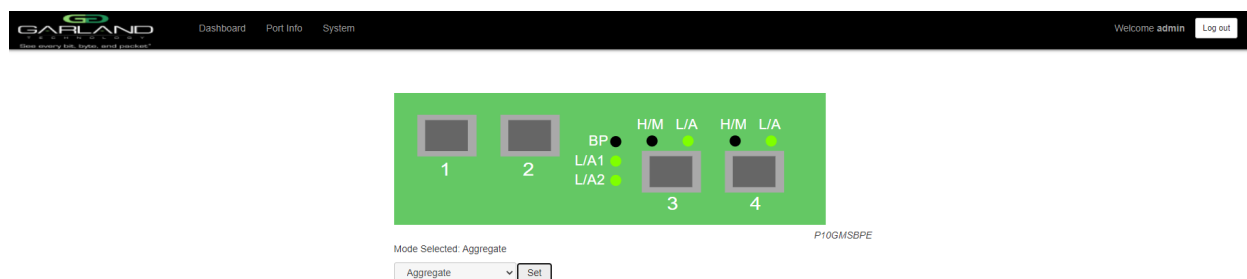 GARLAND
TECHNOLOGY
See every bit, byte, and packet®
Dashboard Port Info System
Welcome admin Log out
H/M L/A H/M L/A
BP
L/A1
L/A2
1 2
3 4
P10GMSBPE
Mode Selected: Aggregate
Aggregate Set